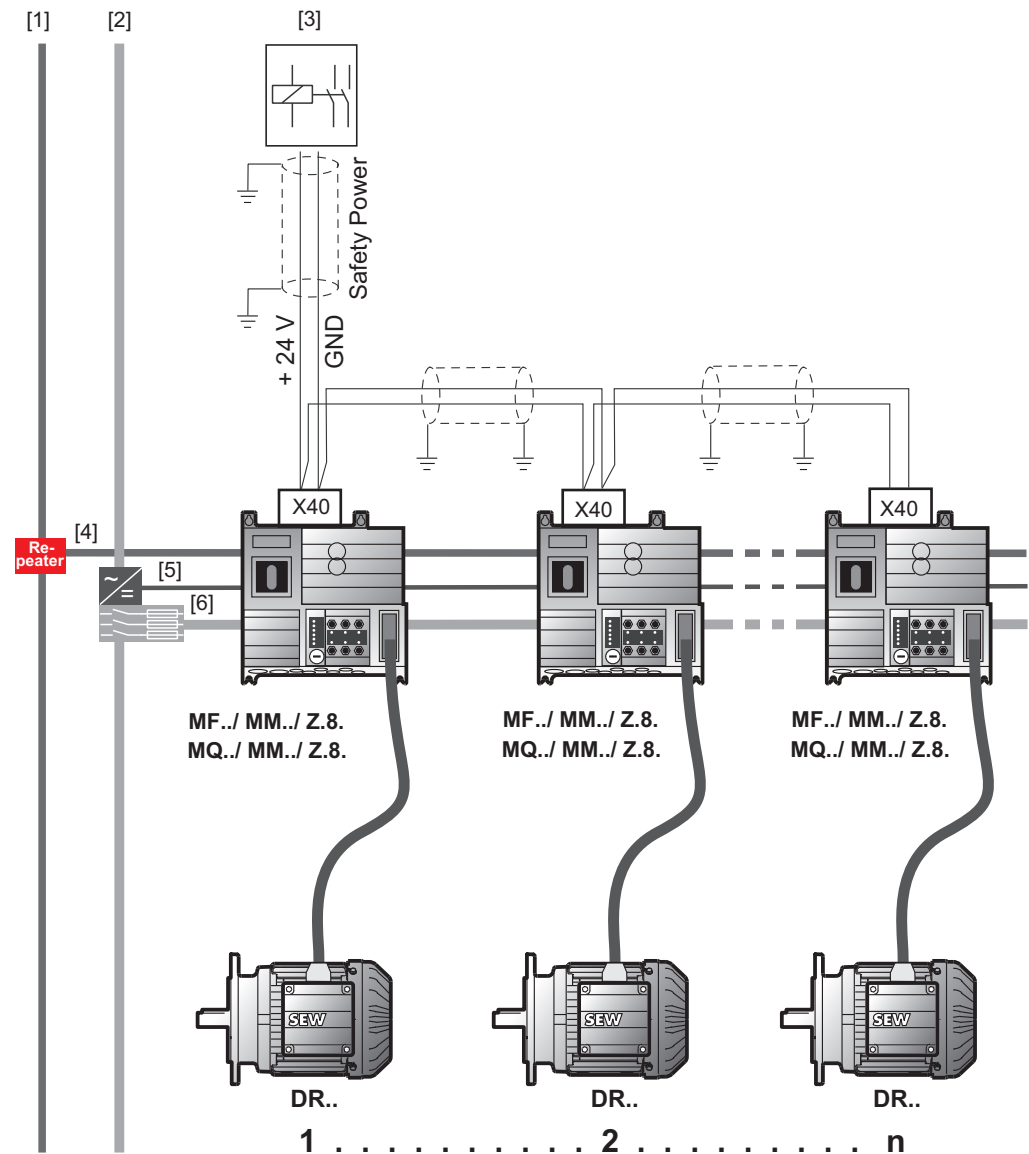 [1] [2] [3]
Safety Power
+ 24 V
GND
X40 X40 X40
[4]
Re-
peater
[5]
~
=
[6]
MF../ MM../ Z.8. MF../ MM../ Z.8. MF../ MM../ Z.8.
MQ../ MM../ Z.8. MQ../ MM../ Z.8. MQ../ MM../ Z.8.
SEW SEW SEW
DR.. DR.. DR..
1 . . . . . . . . . . 2 . . . . . . . . . n